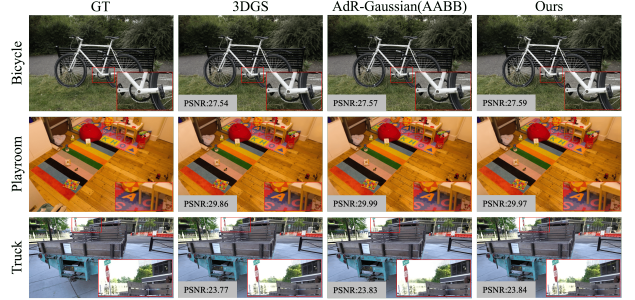 GT 3DGS AdR-Gaussian(AABB) Ours
Bicycle
PSNR:27.54 PSNR:27.57 PSNR:27.59
Playroom
PSNR:29.86 PSNR:29.99 PSNR:29.97
Truck
PSNR:23.77 PSNR:23.83 PSNR:23.84